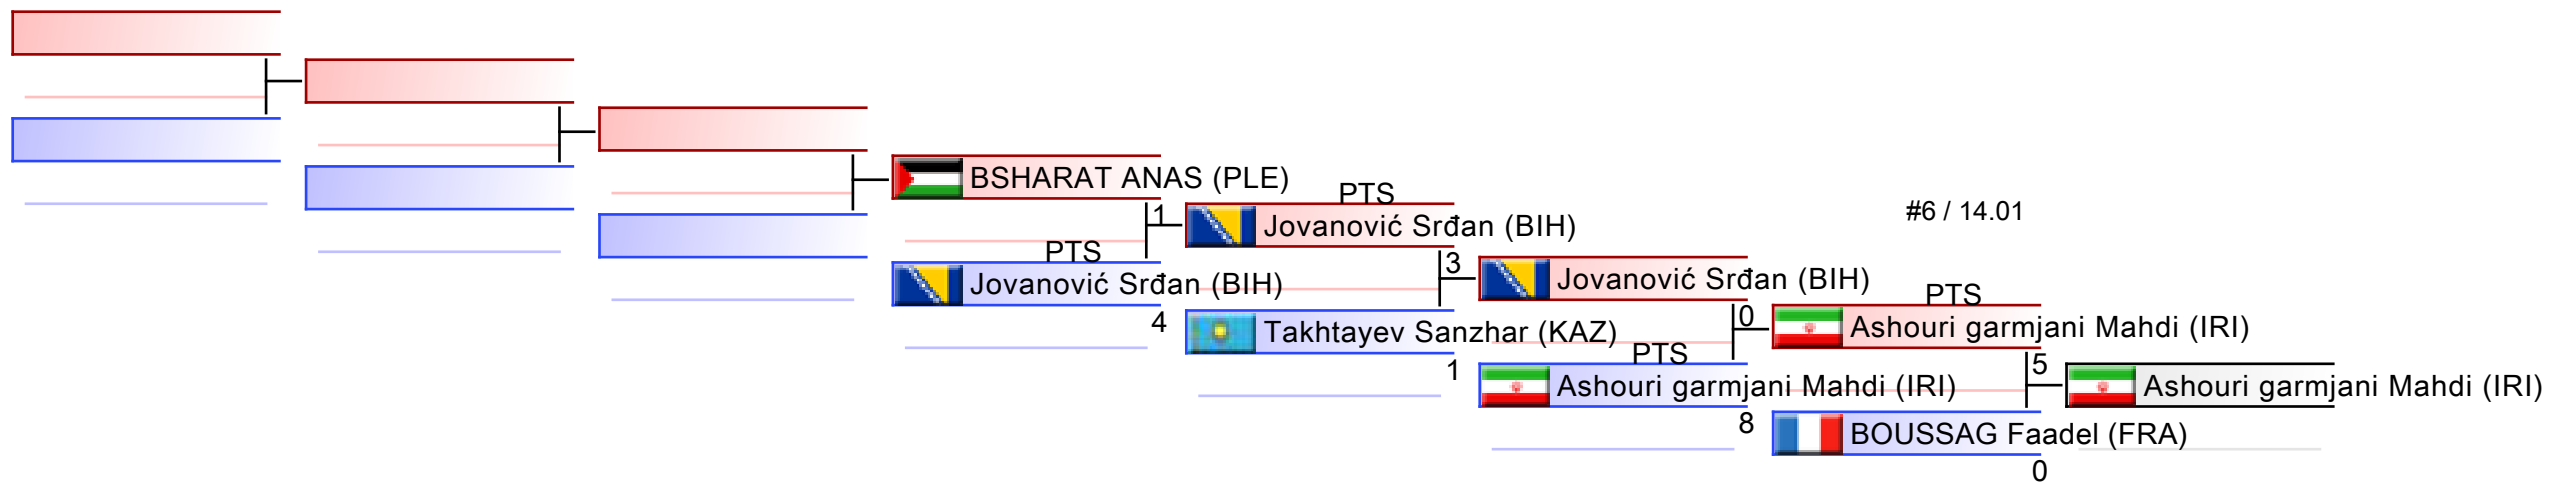 BSHARAT ANAS (PLE)
1
PTS
Jovanović Srđan (BIH)
4
PTS
Jovanović Srđan (BIH)
3
Takhtayev Sanzhar (KAZ)
1
Jovanović Srđan (BIH)
0
PTS
Ashouri garmjani Mahdi (IRI)
8
#6 / 14.01
PTS
Ashouri garmjani Mahdi (IRI)
5
BOUSSAG Faadel (FRA)
0
Ashouri garmjani Mahdi (IRI)